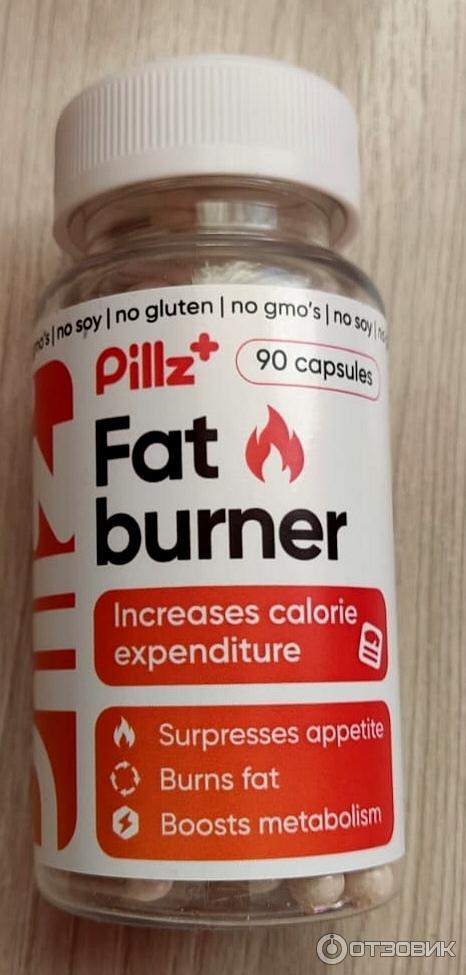 mo's | no soy | no gluten | no gmo's | no soy |
Pillz+
90 capsules
Fat
burner
Increases calorie
expenditure
Surpresses appetite
Burns fat
Boosts metabolism
ОТЗОВИК